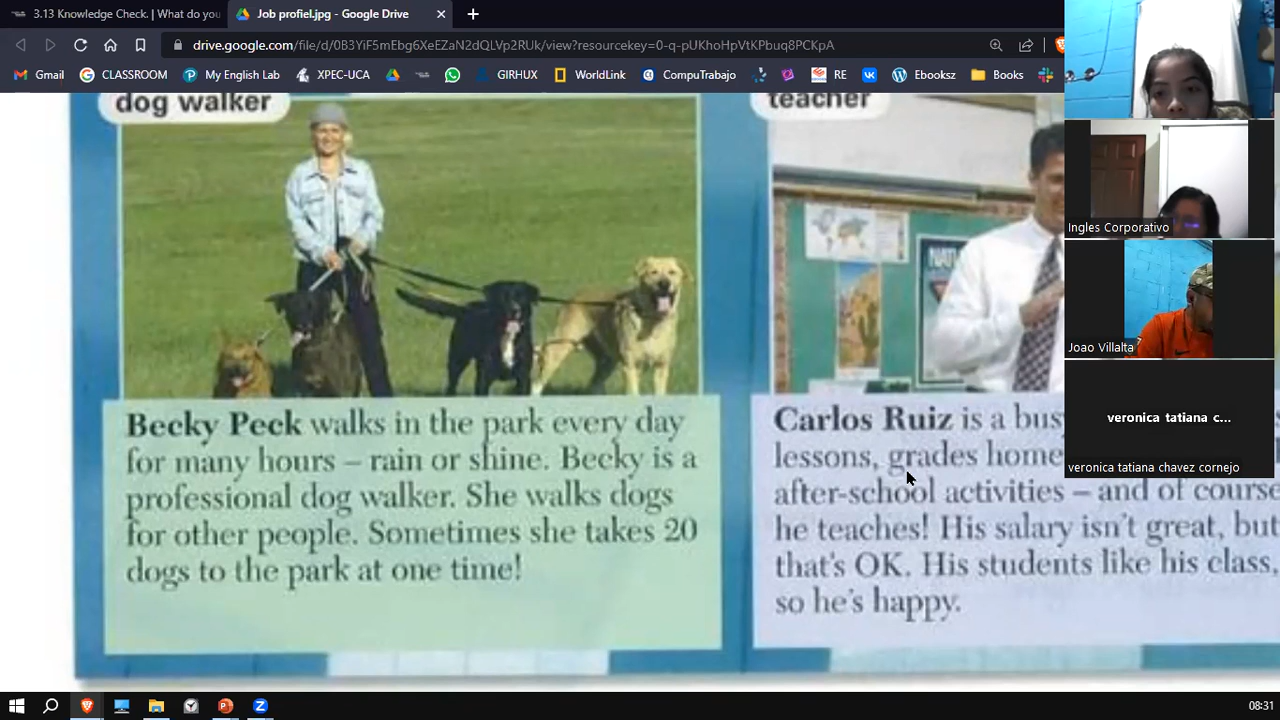 3.13 Knowledge Check. | What do you
Job profiel.jpg - Google Drive
drive.google.com/file/d/0B3YiF5mEbg6XeEZaN2dQLVp2RUk/view?resourcekey=0-q-pUKhoHpVtKPbuq8PCKpA
Gmail
CLASSROOM
My English Lab
XPEC-UCA
GIRHUX
WorldLink
CompuTrabajo
RE
Ebooksz
Books
dog walker
teacher
Becky Peck walks in the park every day
for many hours – rain or shine. Becky is a
professional dog walker. She walks dogs
for other people. Sometimes she takes 20
dogs to the park at one time!
Carlos Ruiz is a busy
lessons, grades home
after-school activities – and of course
he teaches! His salary isn't great, but
that's OK. His students like his class,
so he's happy.
Ingles Corporativo
Joao Villalta
veronica tatiana c...
veronica tatiana chavez cornejo
08:31